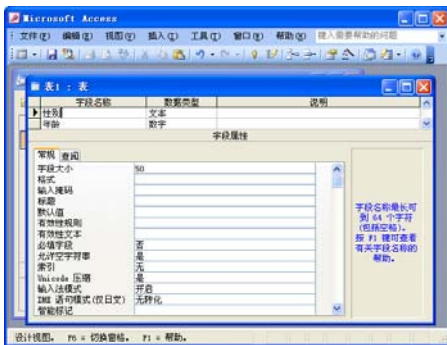 Microsoft Access
文件(F) 编辑(E) 视图(V) 插入(I) 工具(T) 窗口(W) 帮助(H) 键入需要帮助的问题
表1 : 表
字段名称 数据类型 说明
性别 文本
年龄 数字
字段属性
常规 查阅
字段大小 50
格式
输入掩码
标题
默认值
有效性规则
有效性文本
必填字段 否
允许空字符串 是
索引 无
Unicode 压缩 是
输入法模式 开启
IME 语句模式(仅日文) 无转化
智能标记
字段名称最长可
到 64 个字符
(包括空格)。
按 F1 键可查看
有关字段名称的
帮助。
设计视图。 F6 = 切换窗格。 F1 = 帮助。